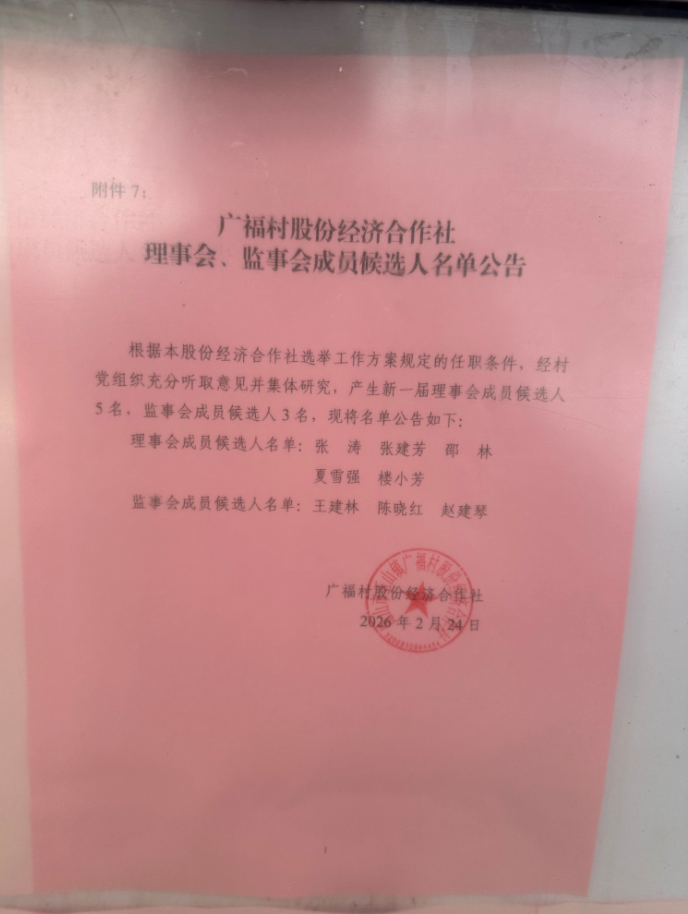 附件 7:
广福村股份经济合作社
理事会、监事会成员候选人名单公告
根据本股份经济合作社选举工作方案规定的任职条件，经村
党组织充分听取意见并集体研究，产生新一届理事会成员候选人
5 名，监事会成员候选人 3 名，现将名单公告如下:
理事会成员候选人名单: 张 涛 张建芳 邵 林
夏雪强 楼小芳
监事会成员候选人名单: 王建林 陈晓红 赵建琴
广福村股份经济合作社
2026 年 2 月 24 日
1